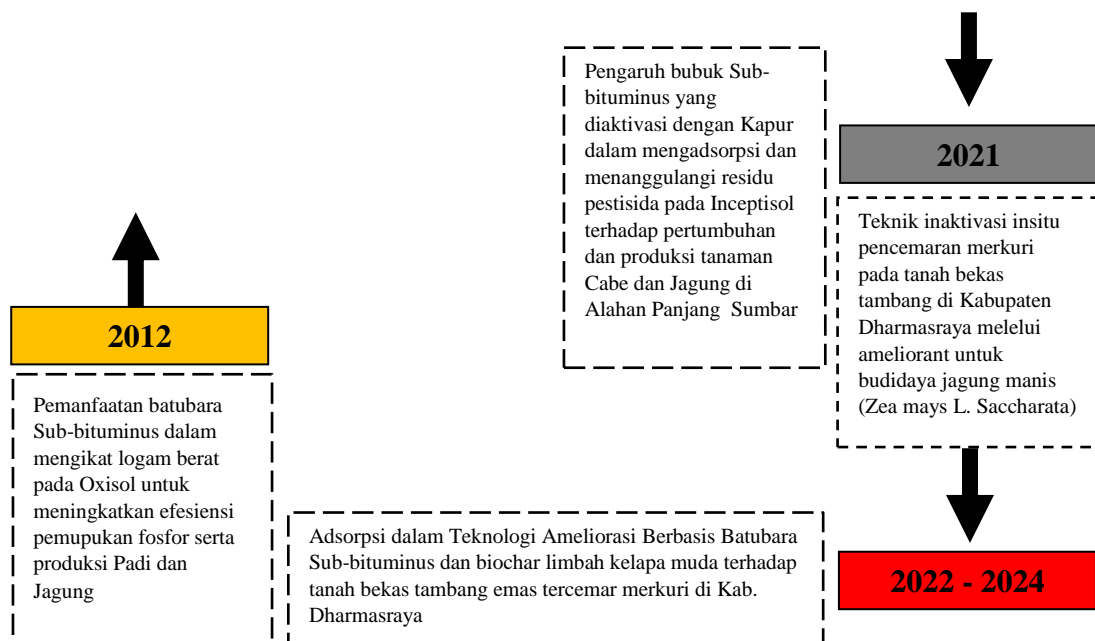 Pengaruh bubuk Sub-
bituminus yang
diaktivasi dengan Kapur
dalam mengadsorpsi dan
menanggulangi residu
pestisida pada Inceptisol
terhadap pertumbuhan
dan produksi tanaman
Cabe dan Jagung di
Alahan Panjang Sumbar
2021
Teknik inaktivasi insitu
pencemaran merkuri
pada tanah bekas
tambang di Kabupaten
Dharmasraya melelui
ameliorant untuk
budidaya jagung manis
(Zea mays L. Saccharata)
2012
Pemanfaatan batubara
Sub-bituminus dalam
mengikat logam berat
pada Oxisol untuk
meningkatkan efesiensi
pemupukan fosfor serta
produksi Padi dan
Jagung
Adsorpsi dalam Teknologi Ameliorasi Berbasis Batubara
Sub-bituminus dan biochar limbah kelapa muda terhadap
tanah bekas tambang emas tercemar merkuri di Kab.
Dharmasraya
2022 - 2024